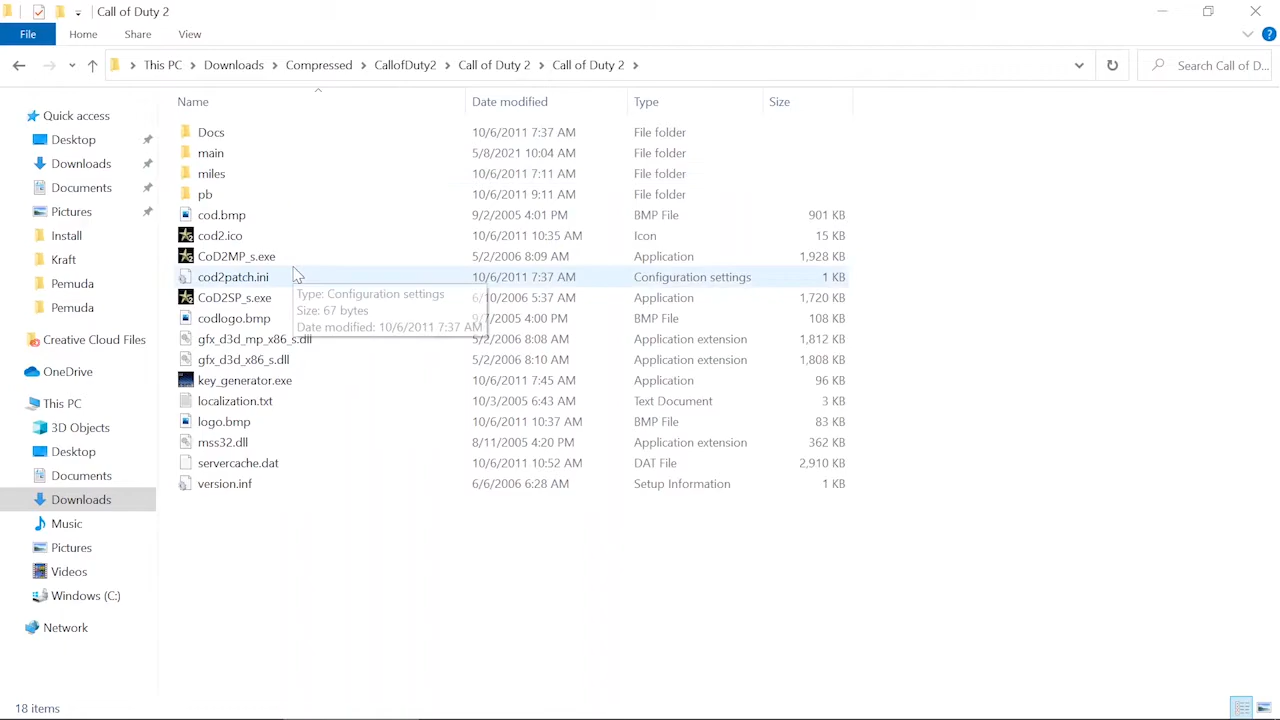 Call of Duty 2
File Home Share View
This PC Downloads Compressed CallofDuty2 Call of Duty 2 Call of Duty 2 Search Call of D...
Name Date modified Type Size
Quick access
Desktop
Downloads
Documents
Pictures
Install
Kraft
Pemuda
Pemuda
Creative Cloud Files
OneDrive
This PC
3D Objects
Desktop
Documents
Downloads
Music
Pictures
Videos
Windows (C:)
Network
Docs 10/6/2011 7:37 AM File folder
main 5/8/2021 10:04 AM File folder
miles 10/6/2011 7:11 AM File folder
pb 10/6/2011 9:11 AM File folder
cod.bmp 9/2/2005 4:01 PM BMP File 901 KB
cod2.ico 10/6/2011 10:35 AM Icon 15 KB
CoD2MP_s.exe 5/2/2006 8:09 AM Application 1,928 KB
cod2patch.ini 10/6/2011 7:37 AM Configuration settings 1 KB
Type: Configuration settings
Size: 67 bytes
Date modified: 10/6/2011 7:37 AM
CoD2SP_s.exe /10/2006 5:37 AM Application 1,720 KB
codlogo.bmp /2005 4:00 PM BMP File 108 KB
gfx_d3d_mp_x86_s.dll 5/2/2006 8:08 AM Application extension 1,812 KB
gfx_d3d_x86_s.dll 5/2/2006 8:10 AM Application extension 1,808 KB
key_generator.exe 10/6/2011 7:45 AM Application 96 KB
localization.txt 10/3/2005 6:43 AM Text Document 3 KB
logo.bmp 10/6/2011 10:37 AM BMP File 83 KB
mss32.dll 8/11/2005 4:20 PM Application extension 362 KB
servercache.dat 10/6/2011 10:52 AM DAT File 2,910 KB
version.inf 6/6/2006 6:28 AM Setup Information 1 KB
18 items